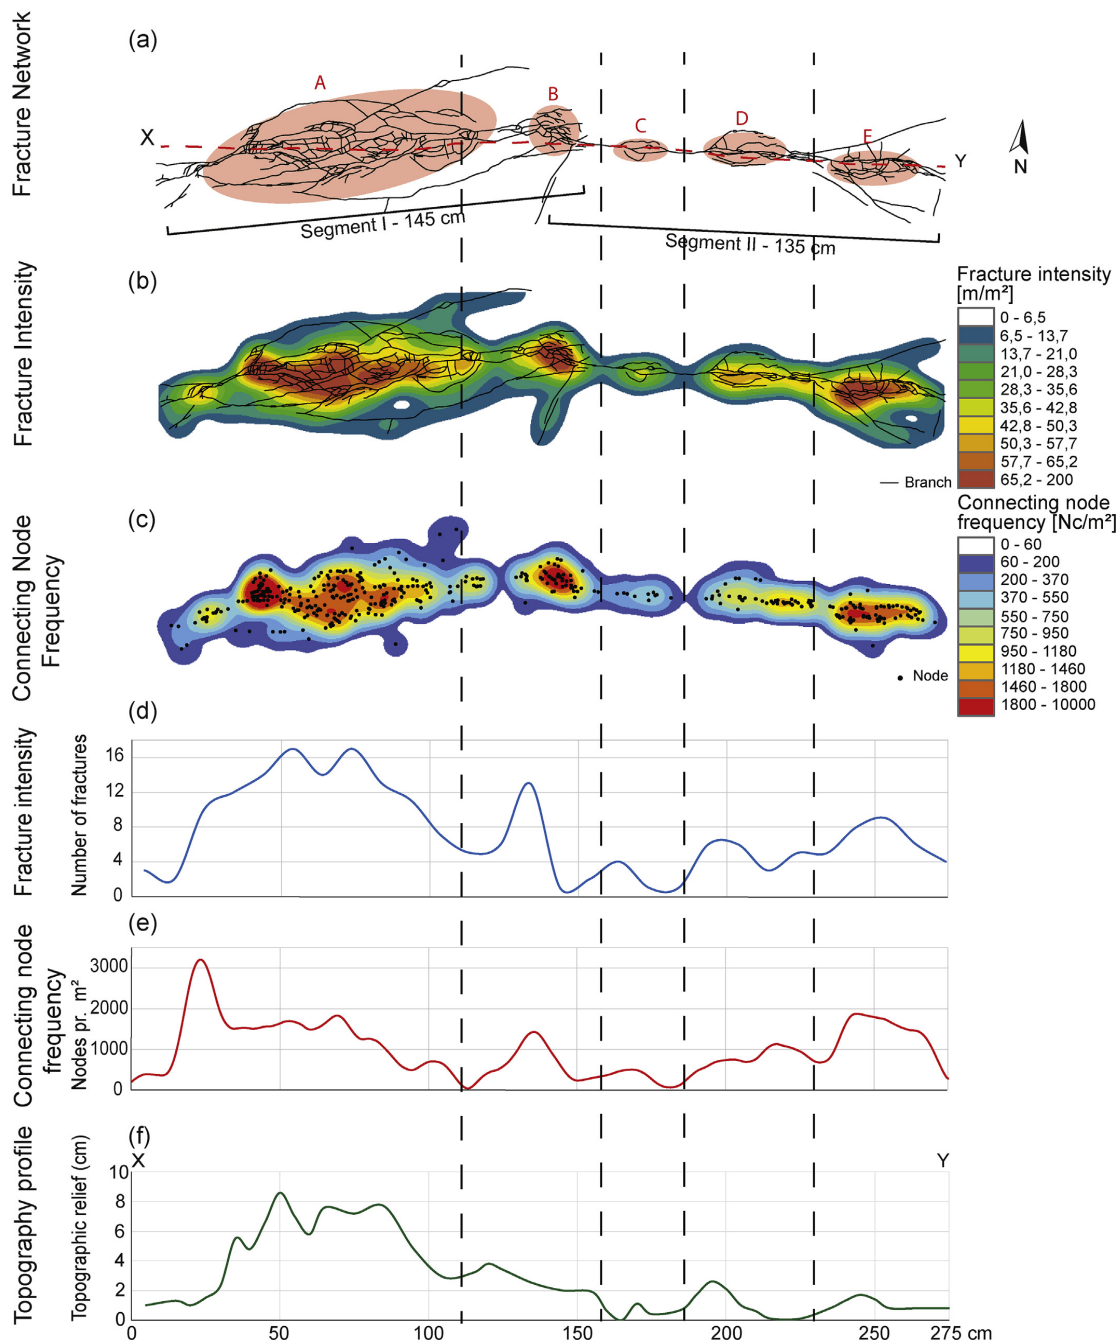 Fracture Network
(a)
A
B
C
D
E
X
Y
N
Segment I - 145 cm
Segment II - 135 cm
Fracture Intensity
(b)
Fracture intensity
[m/m²]
0 - 6,5
6,5 - 13,7
13,7 - 21,0
21,0 - 28,3
28,3 - 35,6
35,6 - 42,8
42,8 - 50,3
50,3 - 57,7
57,7 - 65,2
65,2 - 200
Branch
Connecting Node
Frequency
(c)
Connecting node
frequency [Nc/m²]
0 - 60
60 - 200
200 - 370
370 - 550
550 - 750
750 - 950
950 - 1180
1180 - 1460
1460 - 1800
1800 - 10000
Node
Fracture intensity
(d)
Number of fractures
16
12
8
4
0
Connecting node
frequency
(e)
Nodes pr. m²
3000
2000
1000
0
Topography profile
(f)
X
Y
Topographic relief (cm)
10
8
6
4
2
0
0 50 100 150 200 250 275 cm